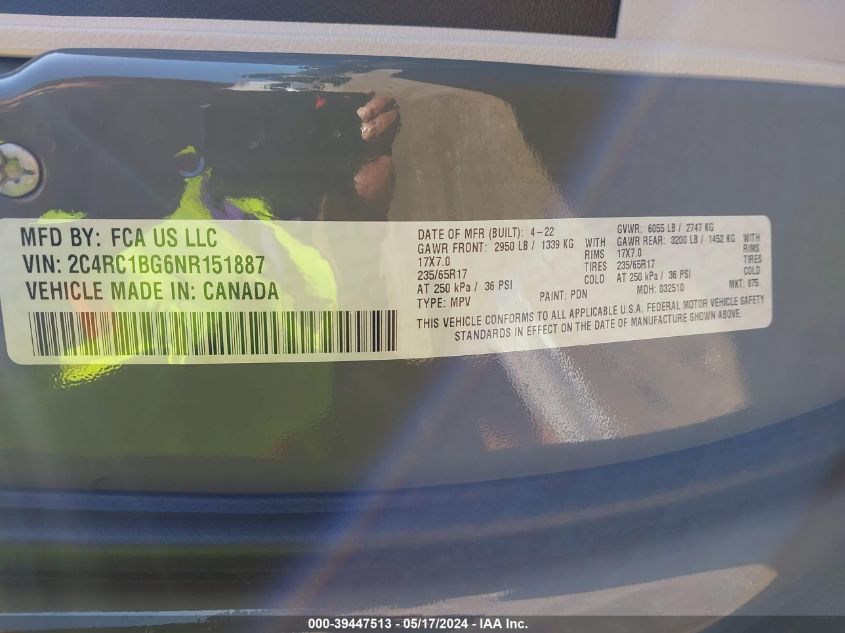 MFD BY: FCA US LLC
VIN: 2C4RC1BG6NR151887
VEHICLE MADE IN: CANADA
DATE OF MFR (BUILT): 4-22
GAWR FRONT: 2950 LB / 1339 KG WITH
17X7.0 RIMS
235/65R17 TIRES
AT 250 kPa / 36 PSI COLD
TYPE: MPV PAINT: PDN
GVWR: 6055 LB / 2747 KG
GAWR REAR: 3200 LB / 1452 KG WITH
17X7.0 RIMS
235/65R17 TIRES
AT 250 kPa / 36 PSI COLD
MDH: 032510 MKT: 875
THIS VEHICLE CONFORMS TO ALL APPLICABLE U.S.A. FEDERAL MOTOR VEHICLE SAFETY
STANDARDS IN EFFECT ON THE DATE OF MANUFACTURE SHOWN ABOVE.
000-39447513 - 05/17/2024 - IAA Inc.